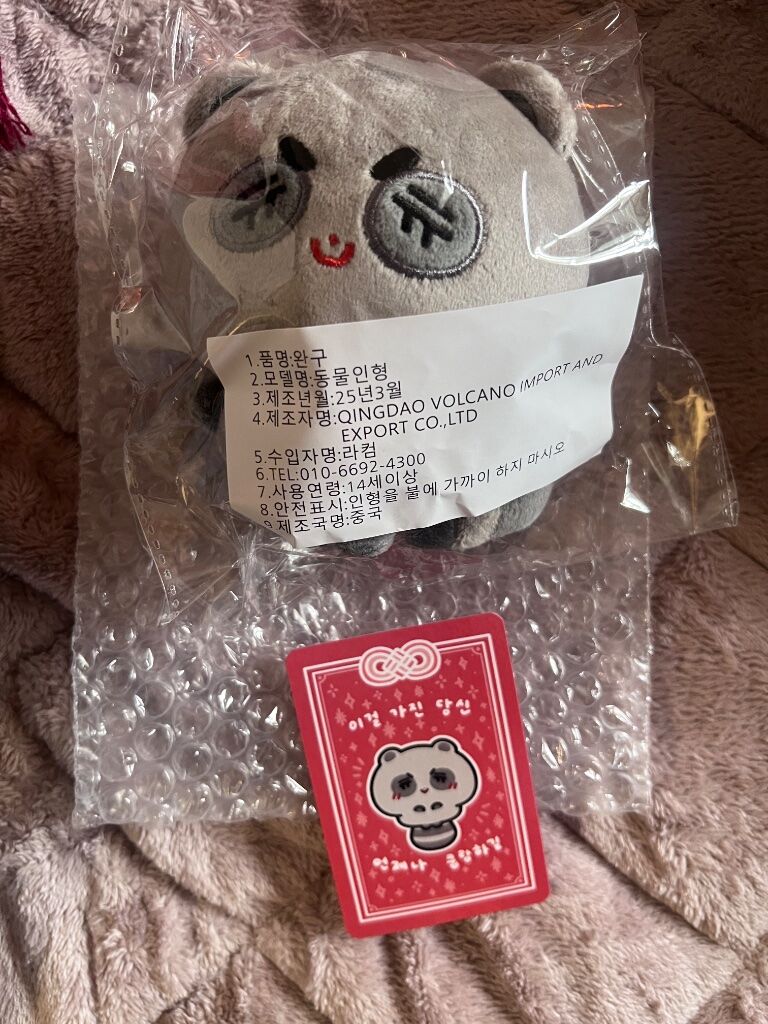 1.품명:완구
2.모델명:동물인형
3.제조년월:25년3월
4.제조자명:QINGDAO VOLCANO IMPORT AND
EXPORT CO.,LTD
5.수입자명:라컴
6.TEL:010-6692-4300
7.사용연령:14세이상
8.안전표시:인형을 불에 가까이 하지 마시오
9.제조국명:중국
이걸 가진 당신
언제나 웃만하길